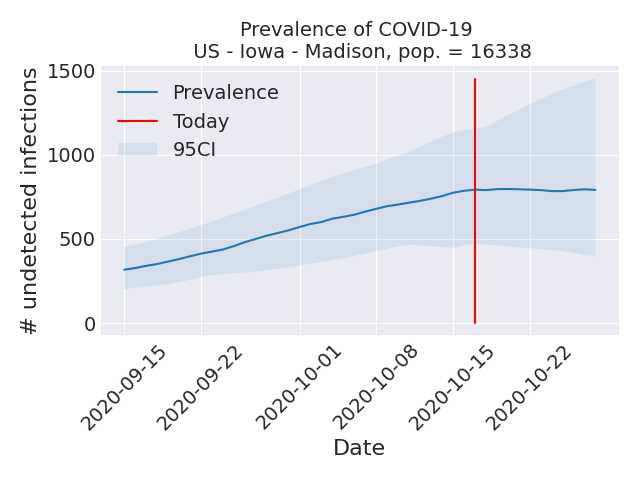 Prevalence of COVID-19
US - Iowa - Madison, pop. = 16338
# undetected infections
1500
1000
500
0
Prevalence
Today
95CI
2020-09-15
2020-09-22
2020-10-01
2020-10-08
2020-10-15
2020-10-22
Date